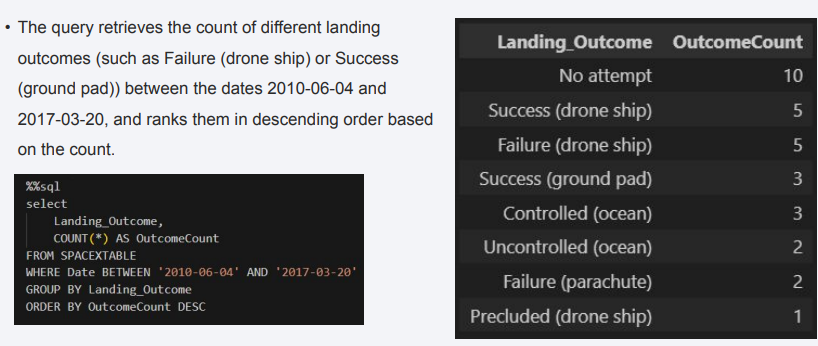 • The query retrieves the count of different landing
outcomes (such as Failure (drone ship) or Success
(ground pad)) between the dates 2010-06-04 and
2017-03-20, and ranks them in descending order based
on the count.
%%sql
select
    Landing_Outcome,
    COUNT(*) AS OutcomeCount
FROM SPACEXTABLE
WHERE Date BETWEEN '2010-06-04' AND '2017-03-20'
GROUP BY Landing_Outcome
ORDER BY OutcomeCount DESC
Landing_Outcome OutcomeCount
No attempt 10
Success (drone ship) 5
Failure (drone ship) 5
Success (ground pad) 3
Controlled (ocean) 3
Uncontrolled (ocean) 2
Failure (parachute) 2
Precluded (drone ship) 1